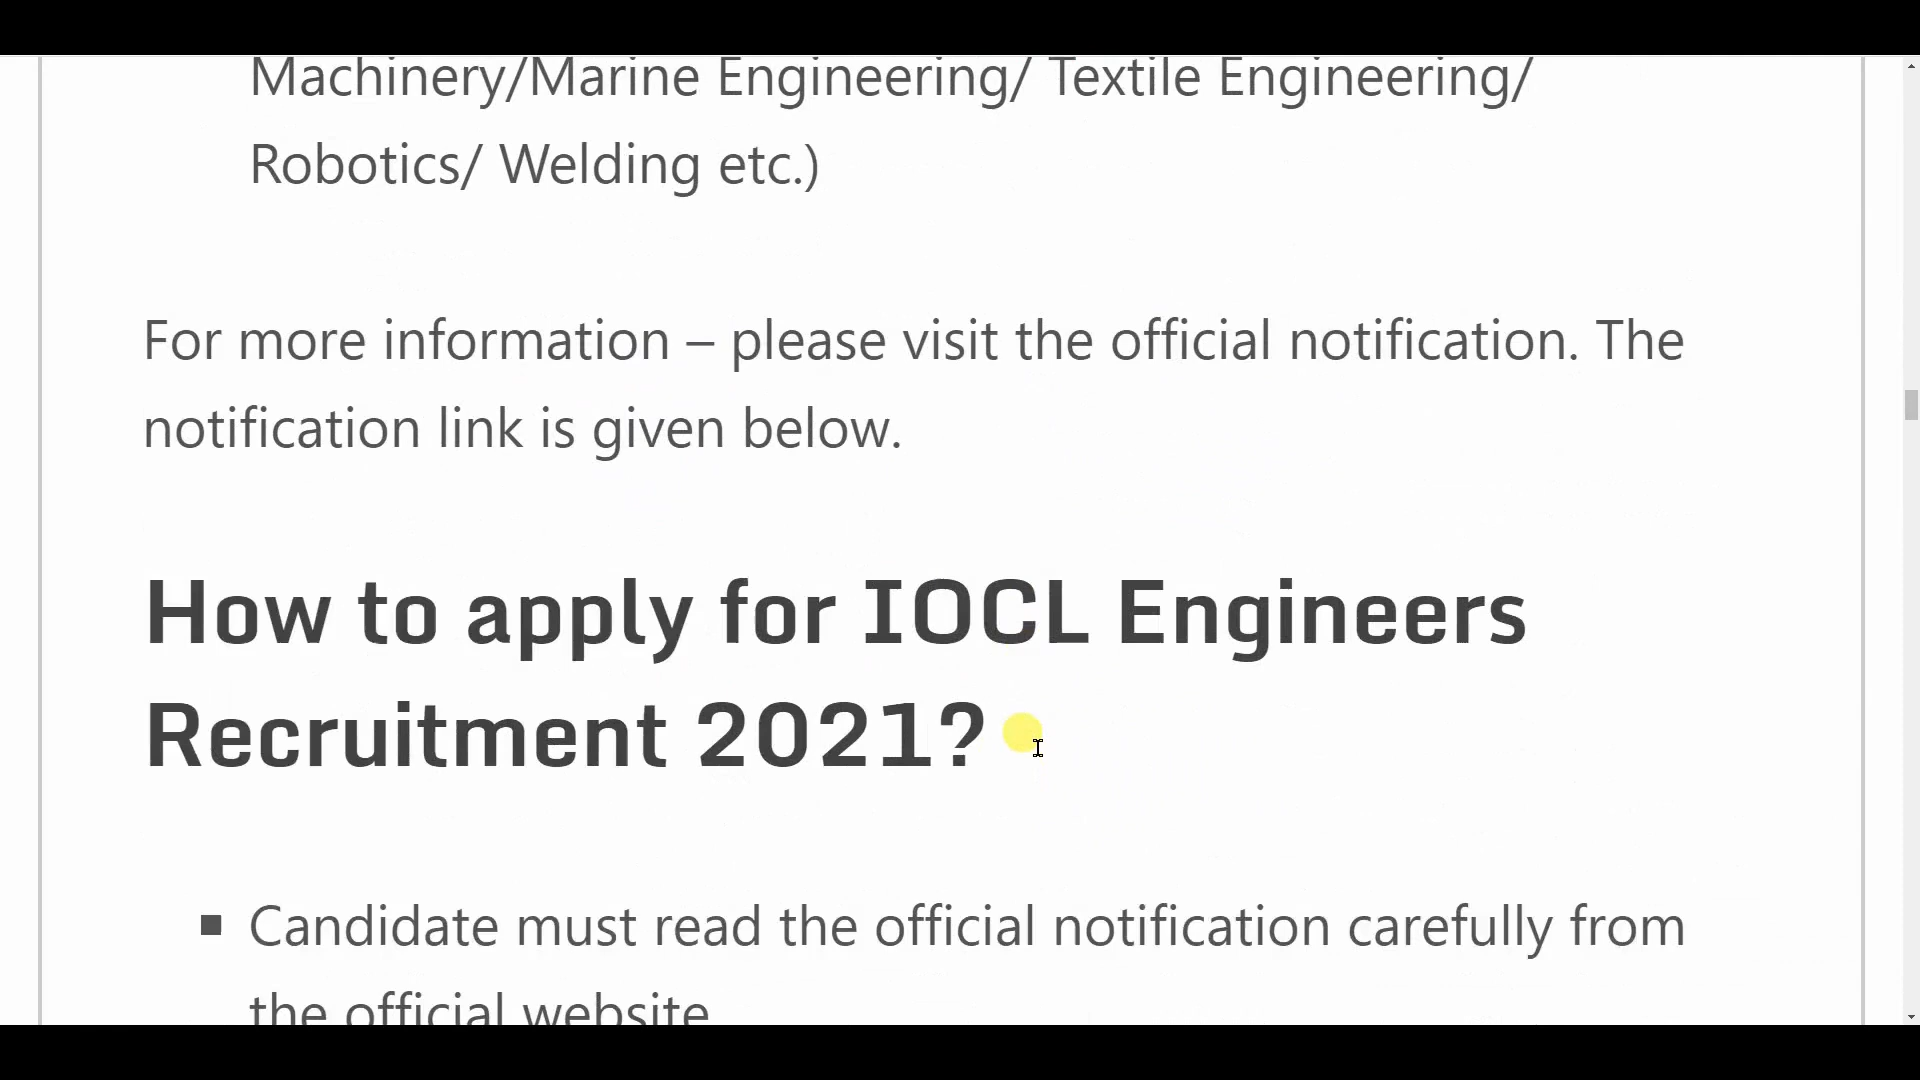 Machinery/Marine Engineering/ Textile Engineering/
Robotics/ Welding etc.)
For more information – please visit the official notification. The
notification link is given below.
How to apply for IOCL Engineers
Recruitment 2021?
▪ Candidate must read the official notification carefully from
the official website